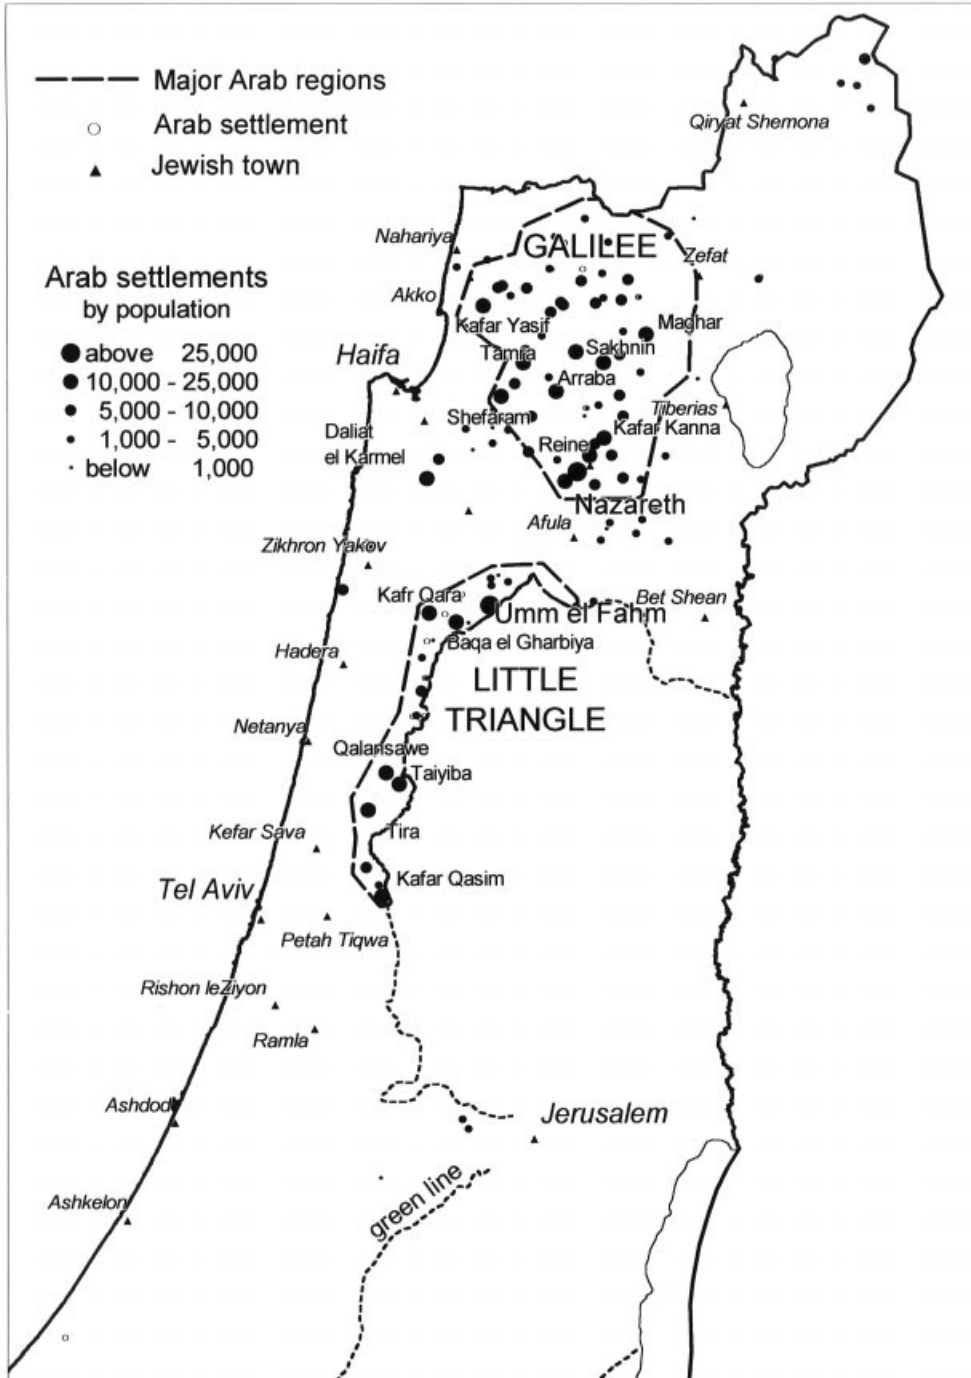 Major Arab regions
Arab settlement
Jewish town
Arab settlements
by population
above 25,000
10,000 - 25,000
5,000 - 10,000
1,000 - 5,000
below 1,000
Qiryat Shemona
Nahariya
GALILEE
Zefat
Akko
Kafar Yasif
Maghar
Haifa
Tamra
Sakhnin
Arraba
Shefaram
Tiberias
Daliat
el Karmel
Kafar Kanna
Reine
Nazareth
Afula
Zikhron Yakov
Kafr Qara
Umm el Fahm
Bet Shean
Hadera
Baqa el Gharbiya
LITTLE
TRIANGLE
Netanya
Qalansawe
Taiyiba
Kefar Sava
Tira
Tel Aviv
Kafar Qasim
Petah Tiqwa
Rishon leZiyon
Ramla
Ashdod
Jerusalem
green line
Ashkelon